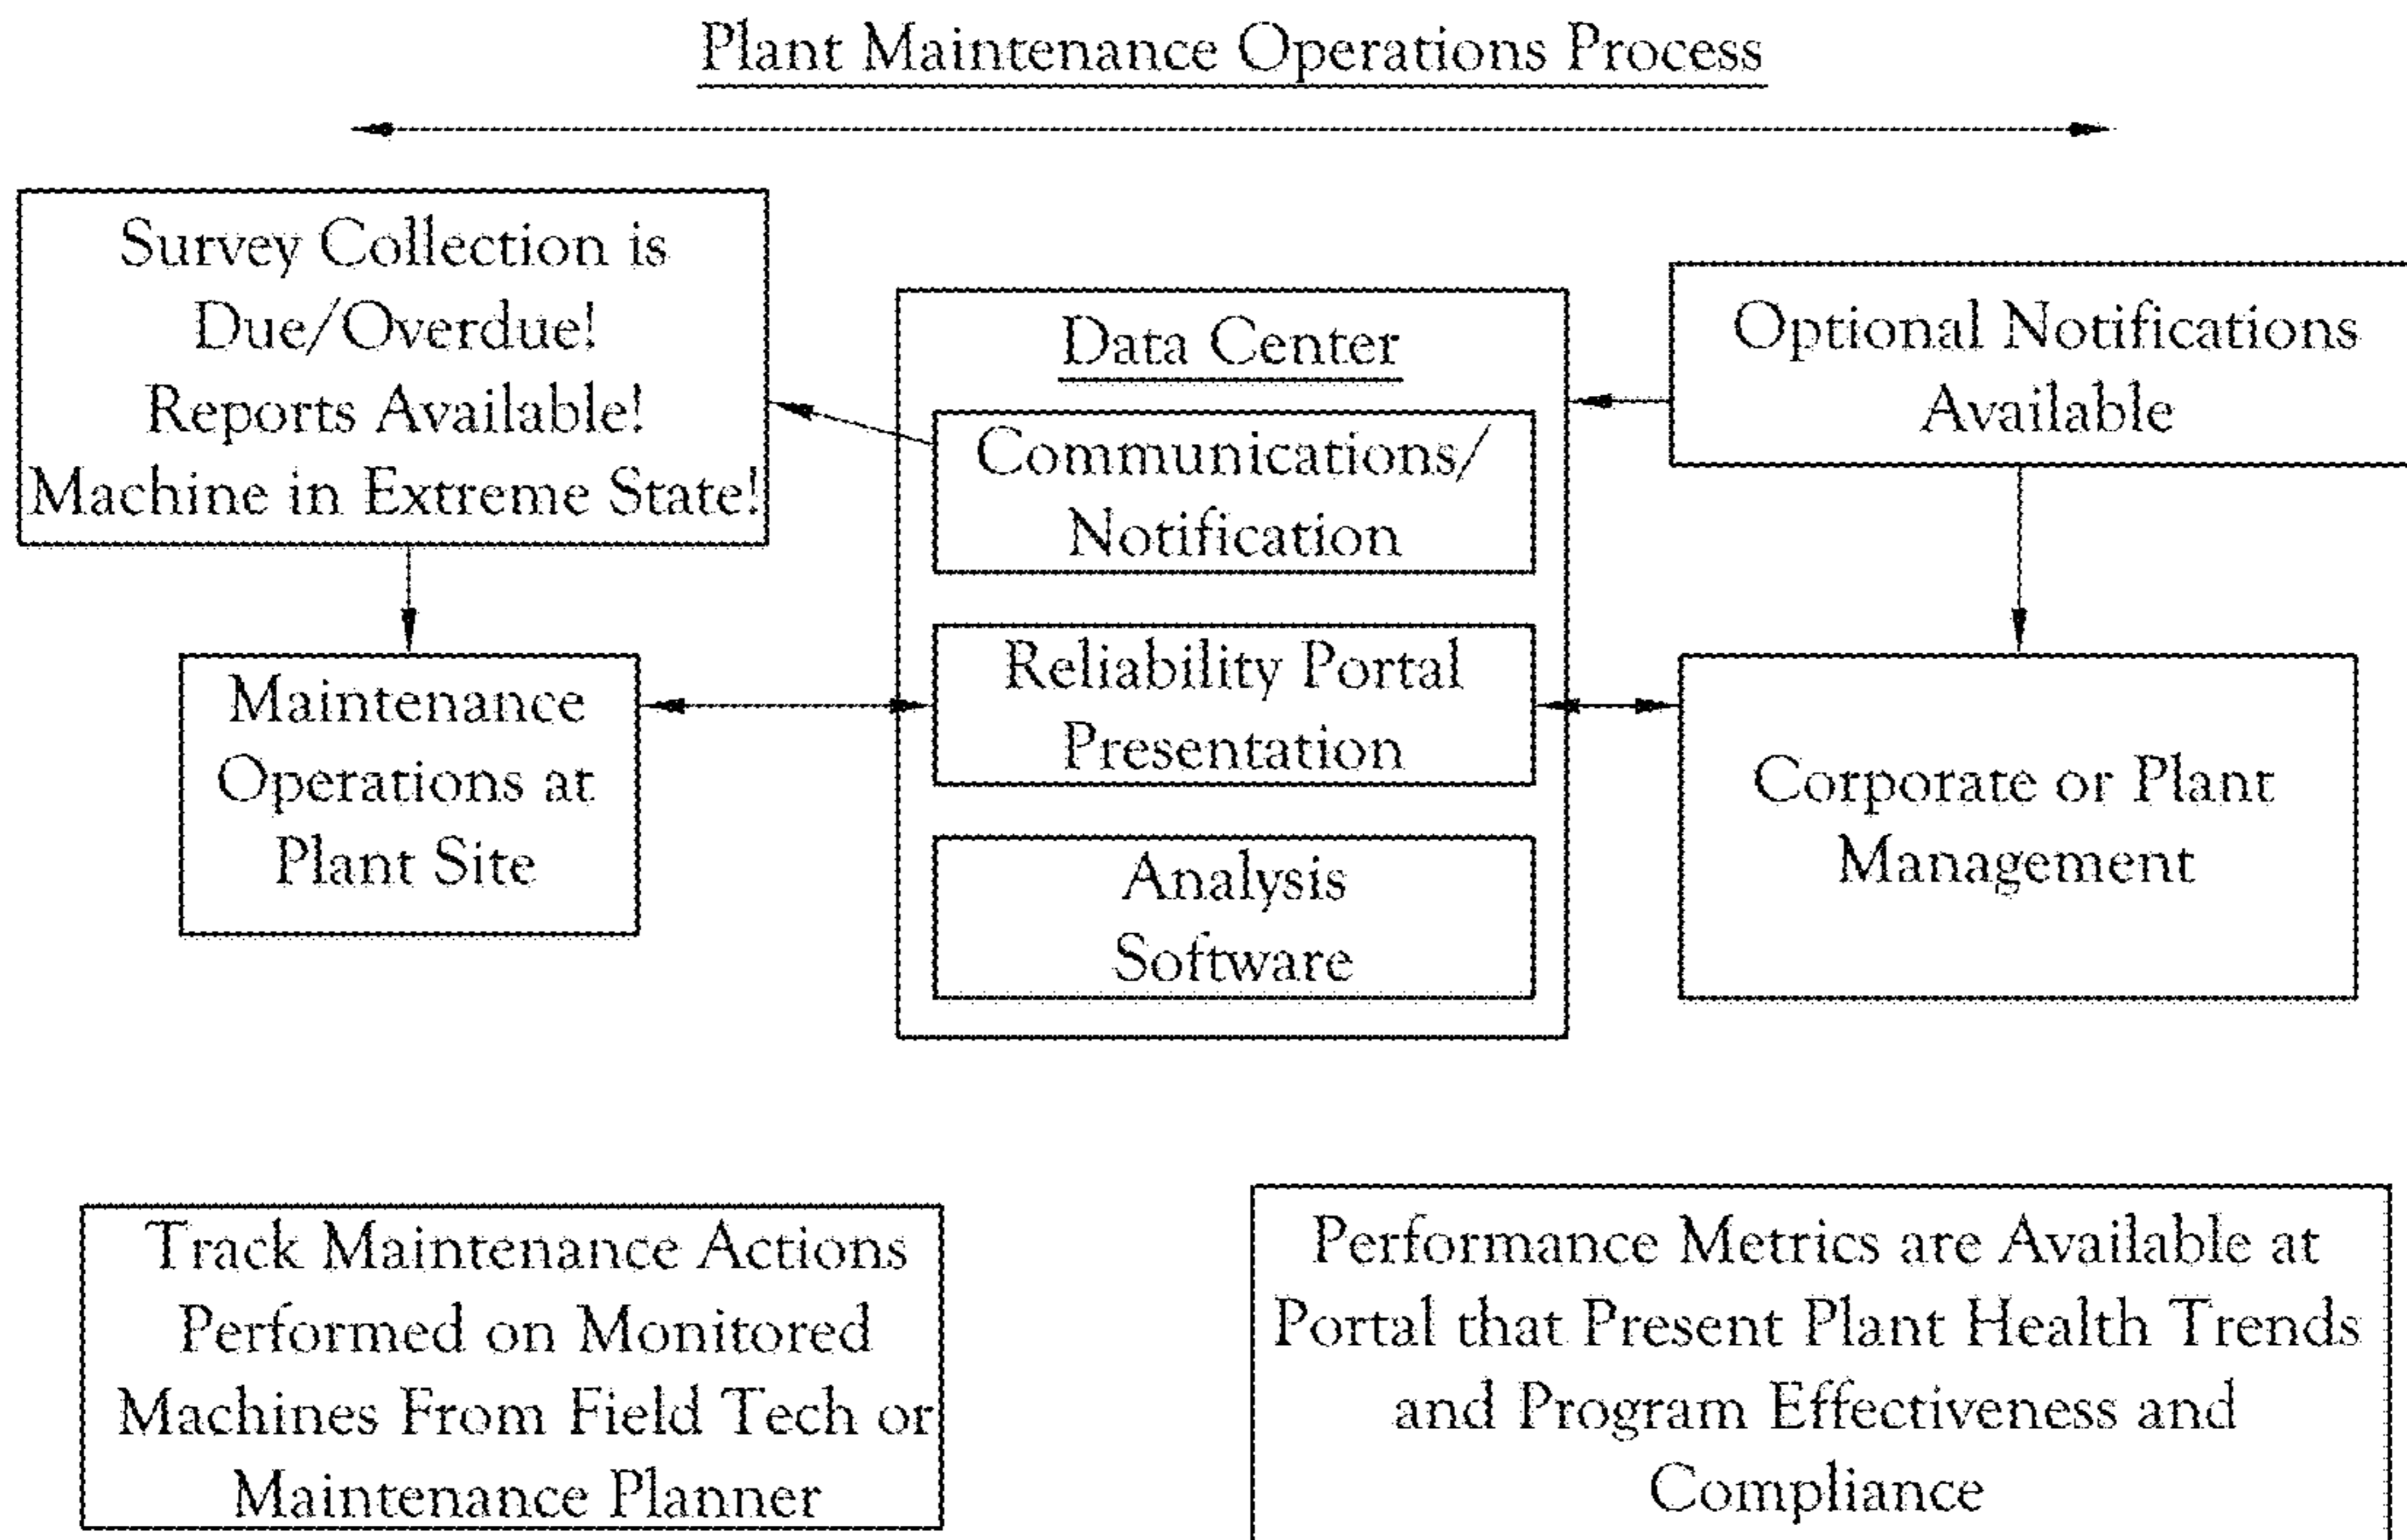 Plant Maintenance Operations Process
Survey Collection is
Due/Overdue!
Reports Available!
Machine in Extreme State!
Data Center
Communications/
Notification
Optional Notifications
Available
Maintenance
Operations at
Plant Site
Reliability Portal
Presentation
Analysis
Software
Corporate or Plant
Management
Track Maintenance Actions
Performed on Monitored
Machines From Field Tech or
Maintenance Planner
Performance Metrics are Available at
Portal that Present Plant Health Trends
and Program Effectiveness and
Compliance